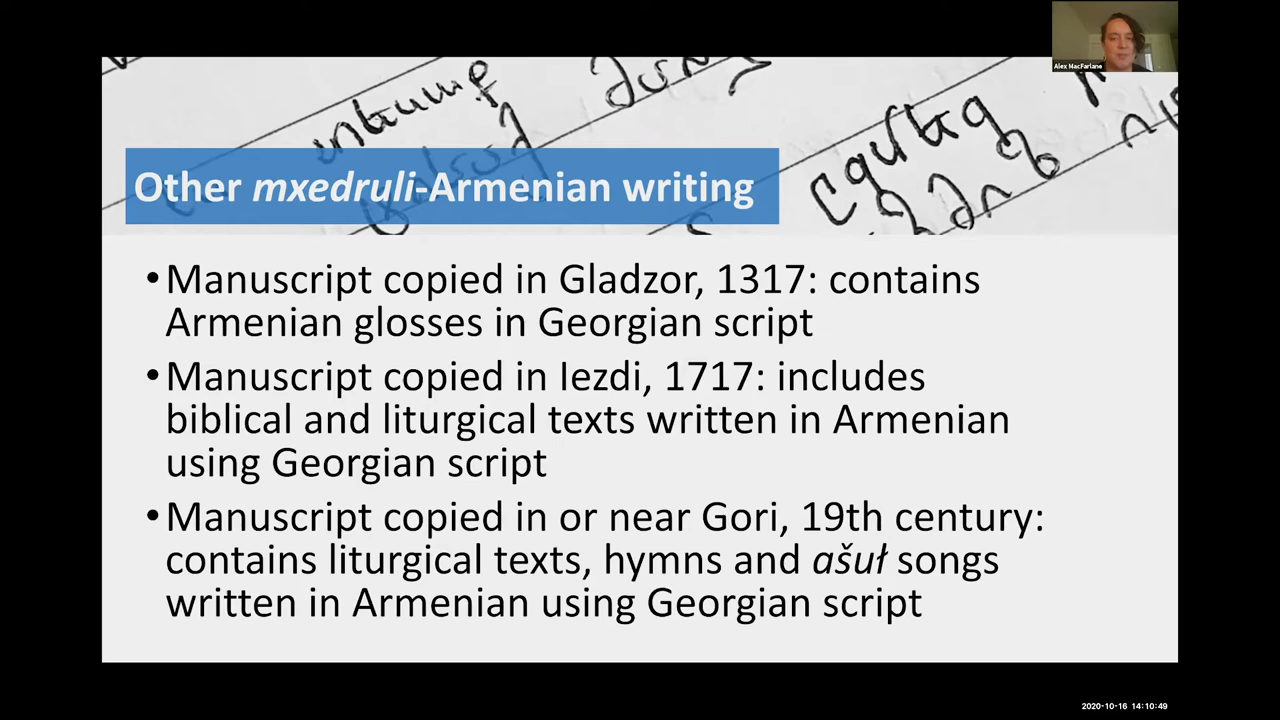 Alex MacFarlane
Other mxedruli-Armenian writing
•Manuscript copied in Gladzor, 1317: contains
Armenian glosses in Georgian script
•Manuscript copied in Iezdi, 1717: includes
biblical and liturgical texts written in Armenian
using Georgian script
•Manuscript copied in or near Gori, 19th century:
contains liturgical texts, hymns and ašuł songs
written in Armenian using Georgian script
2020-10-16 14:10:49